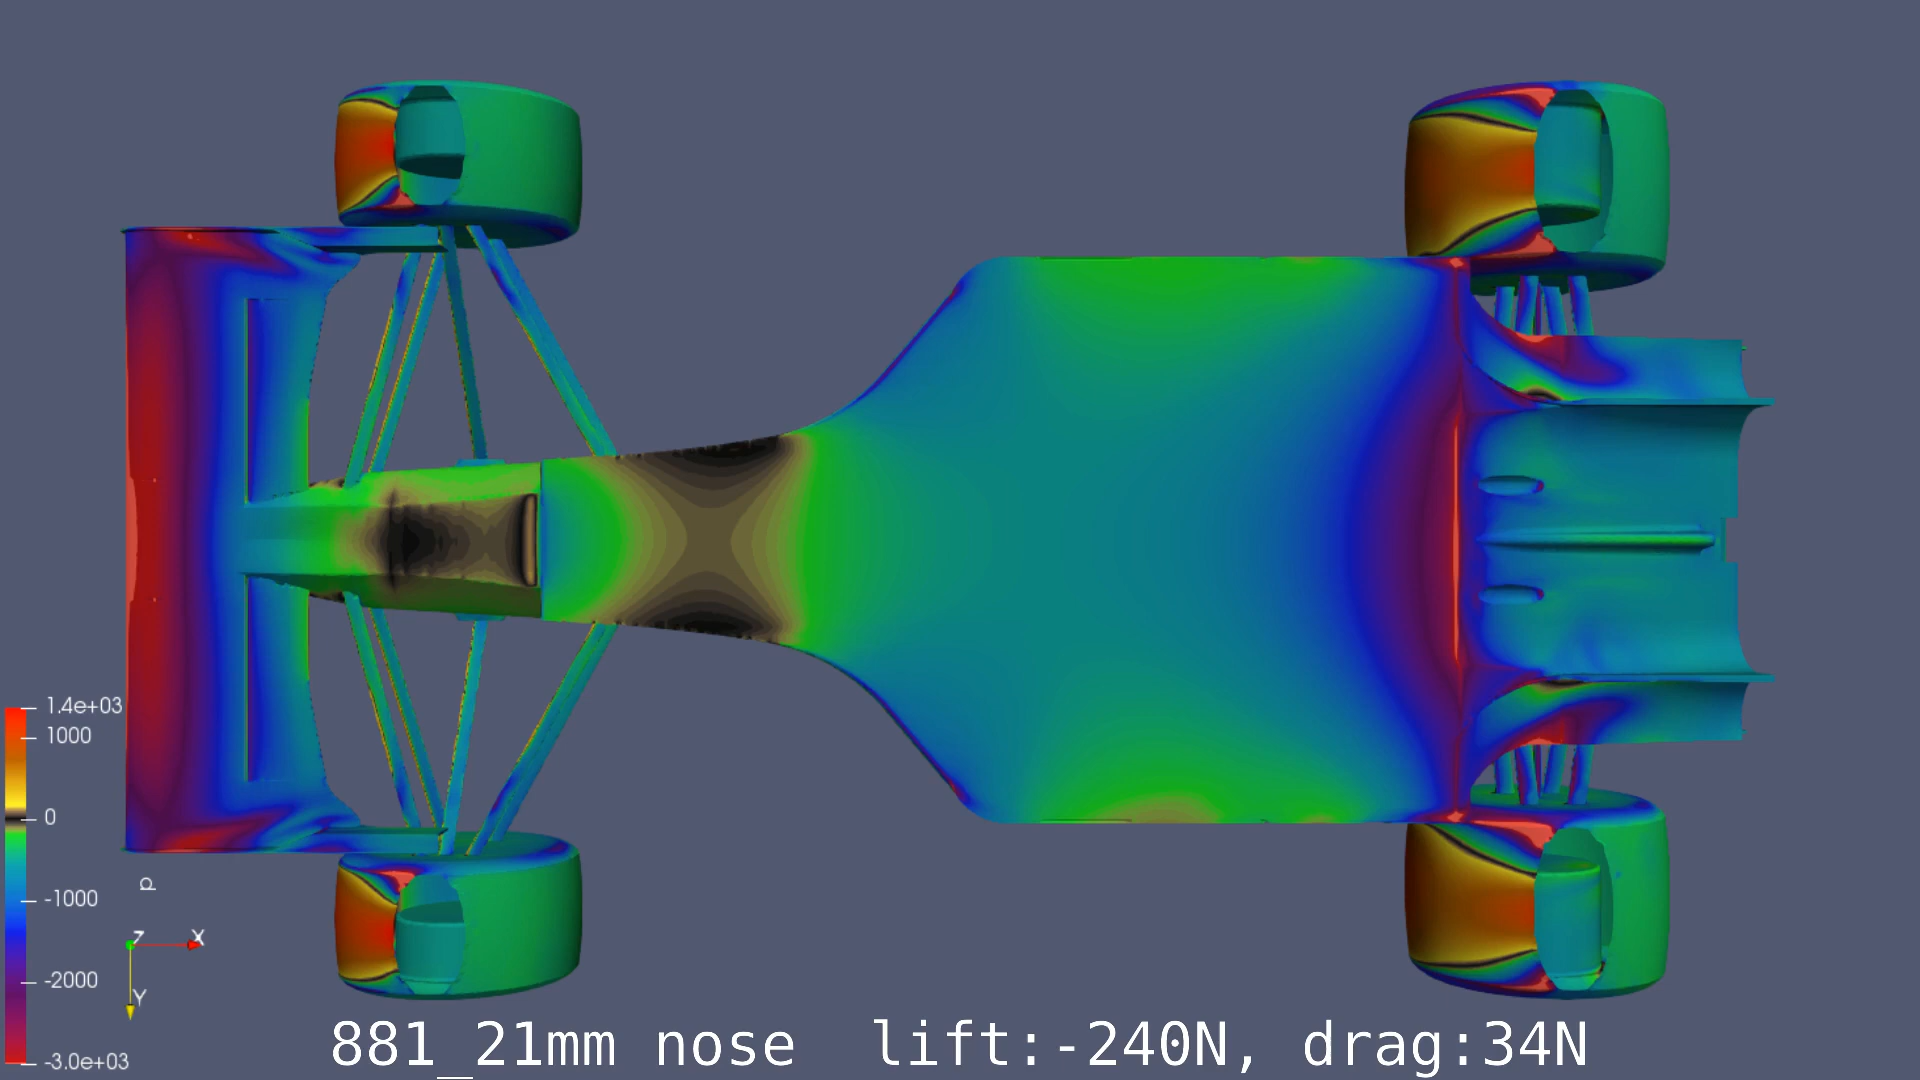 1.4e+03
1000
0
-1000
-2000
-3.0e+03
p
Z X
Y
881_21mm nose  lift:-240N, drag:34N